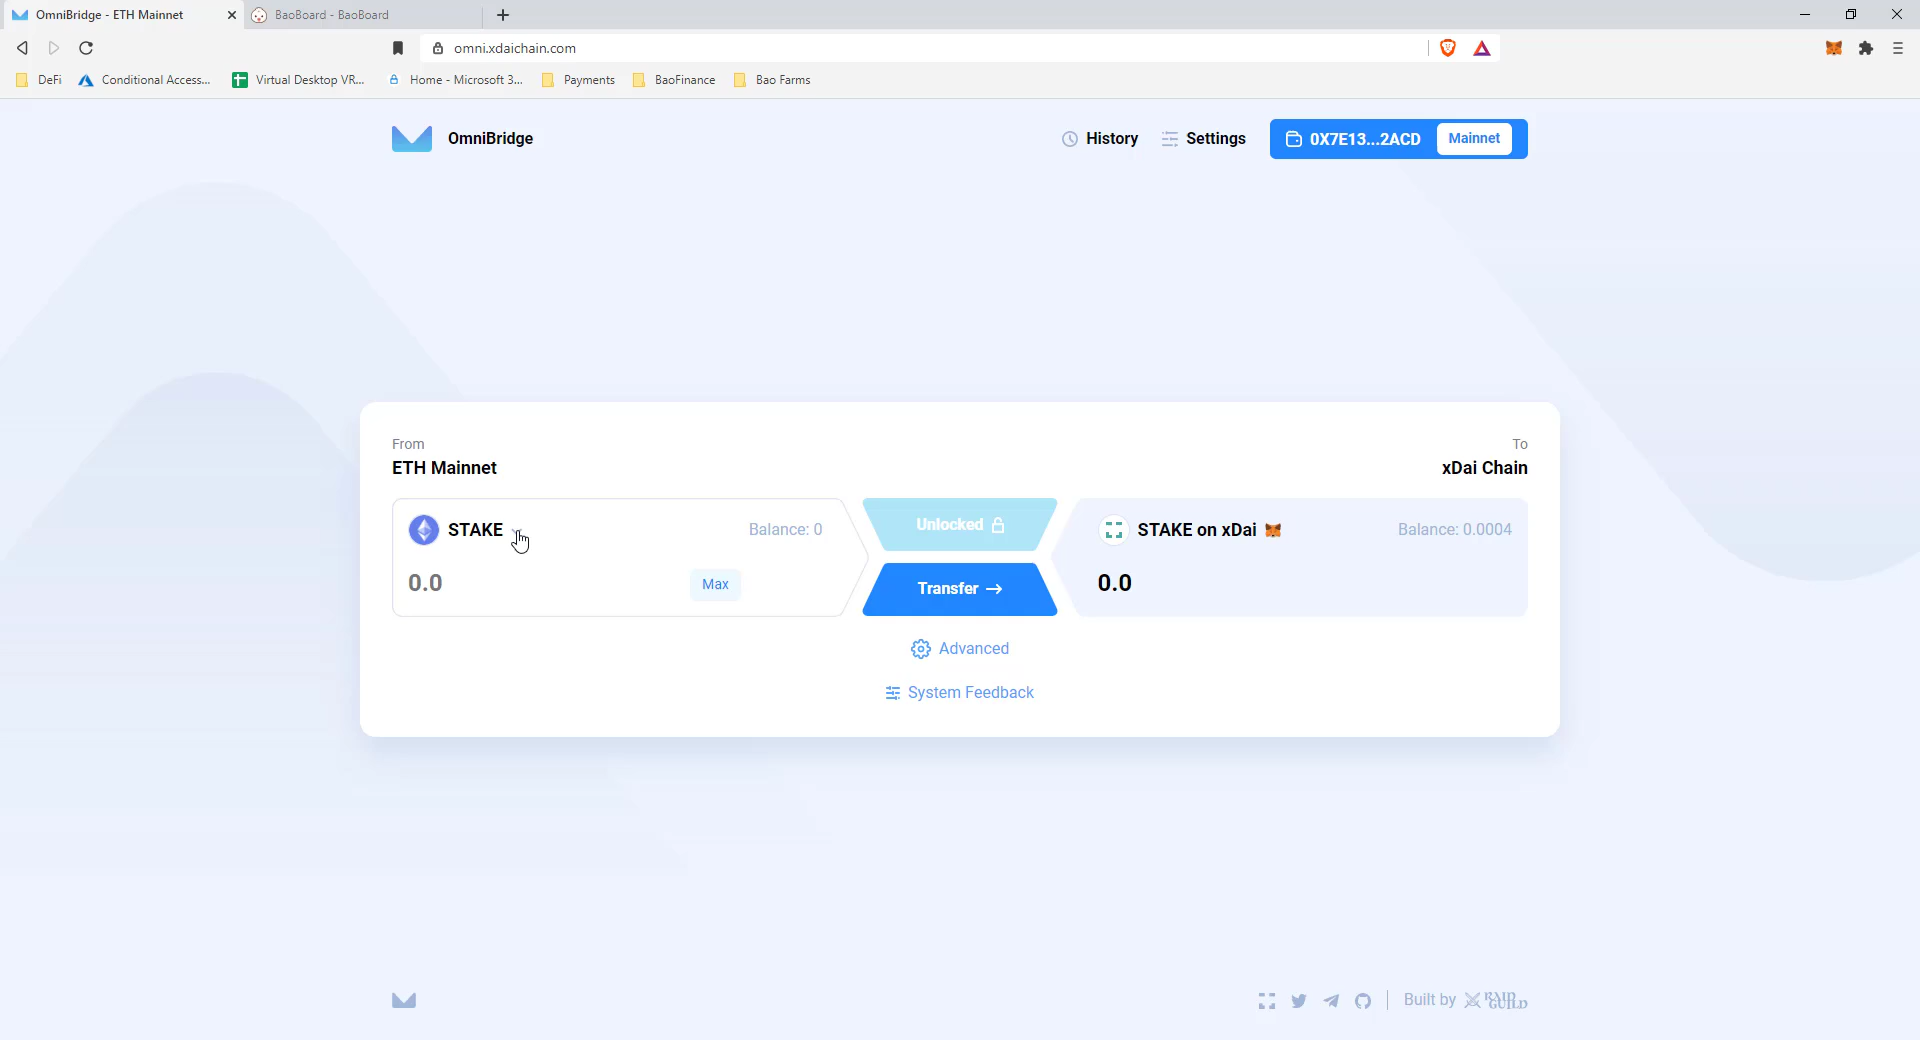 OmniBridge - ETH Mainnet
BaoBoard - BaoBoard
omni.xdaichain.com
DeFi
Conditional Access...
Virtual Desktop VR...
Home - Microsoft 3...
Payments
BaoFinance
Bao Farms
OmniBridge
History
Settings
0X7E13...2ACD
Mainnet
From
ETH Mainnet
To
xDai Chain
STAKE
Balance: 0
0.0
Max
Unlocked
Transfer →
STAKE on xDai
Balance: 0.0004
0.0
Advanced
System Feedback
Built by RAID GUILD